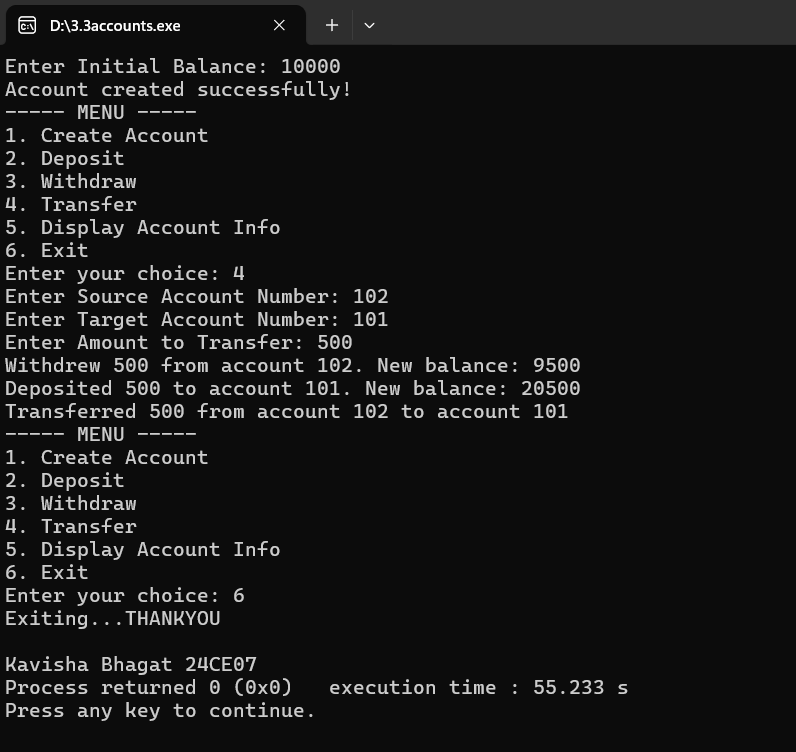 D:\3.3accounts.exe
Enter Initial Balance: 10000
Account created successfully!
----- MENU -----
1. Create Account
2. Deposit
3. Withdraw
4. Transfer
5. Display Account Info
6. Exit
Enter your choice: 4
Enter Source Account Number: 102
Enter Target Account Number: 101
Enter Amount to Transfer: 500
Withdrew 500 from account 102. New balance: 9500
Deposited 500 to account 101. New balance: 20500
Transferred 500 from account 102 to account 101
----- MENU -----
1. Create Account
2. Deposit
3. Withdraw
4. Transfer
5. Display Account Info
6. Exit
Enter your choice: 6
Exiting...THANKYOU
Kavisha Bhagat 24CE07
Process returned 0 (0x0)   execution time : 55.233 s
Press any key to continue.